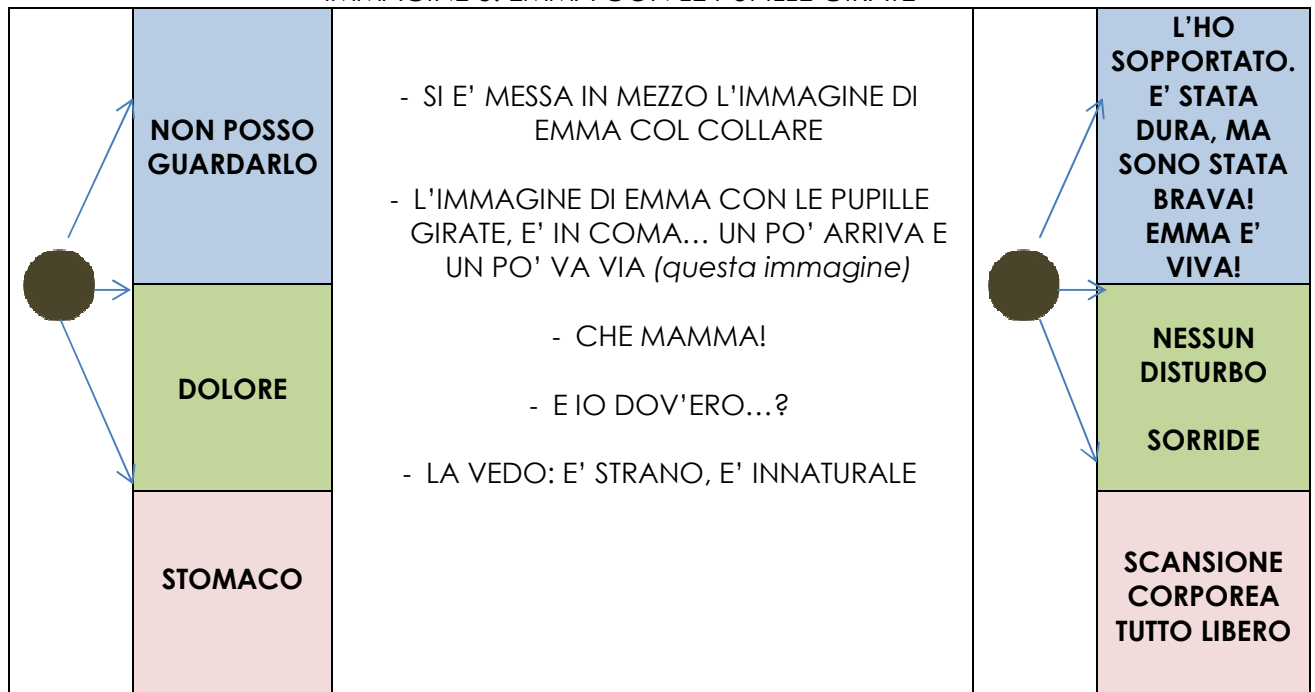 NON POSSO
GUARDARLO
DOLORE
STOMACO
- SI E’ MESSA IN MEZZO L’IMMAGINE DI
EMMA COL COLLARE
- L’IMMAGINE DI EMMA CON LE PUPILLE
GIRATE, E’ IN COMA… UN PO’ ARRIVA E
UN PO’ VA VIA (questa immagine)
- CHE MAMMA!
- E IO DOV’ERO…?
- LA VEDO: E’ STRANO, E’ INNATURALE
L’HO
SOPPORTATO.
E’ STATA
DURA, MA
SONO STATA
BRAVA!
EMMA E’
VIVA!
NESSUN
DISTURBO
SORRIDE
SCANSIONE
CORPOREA
TUTTO LIBERO